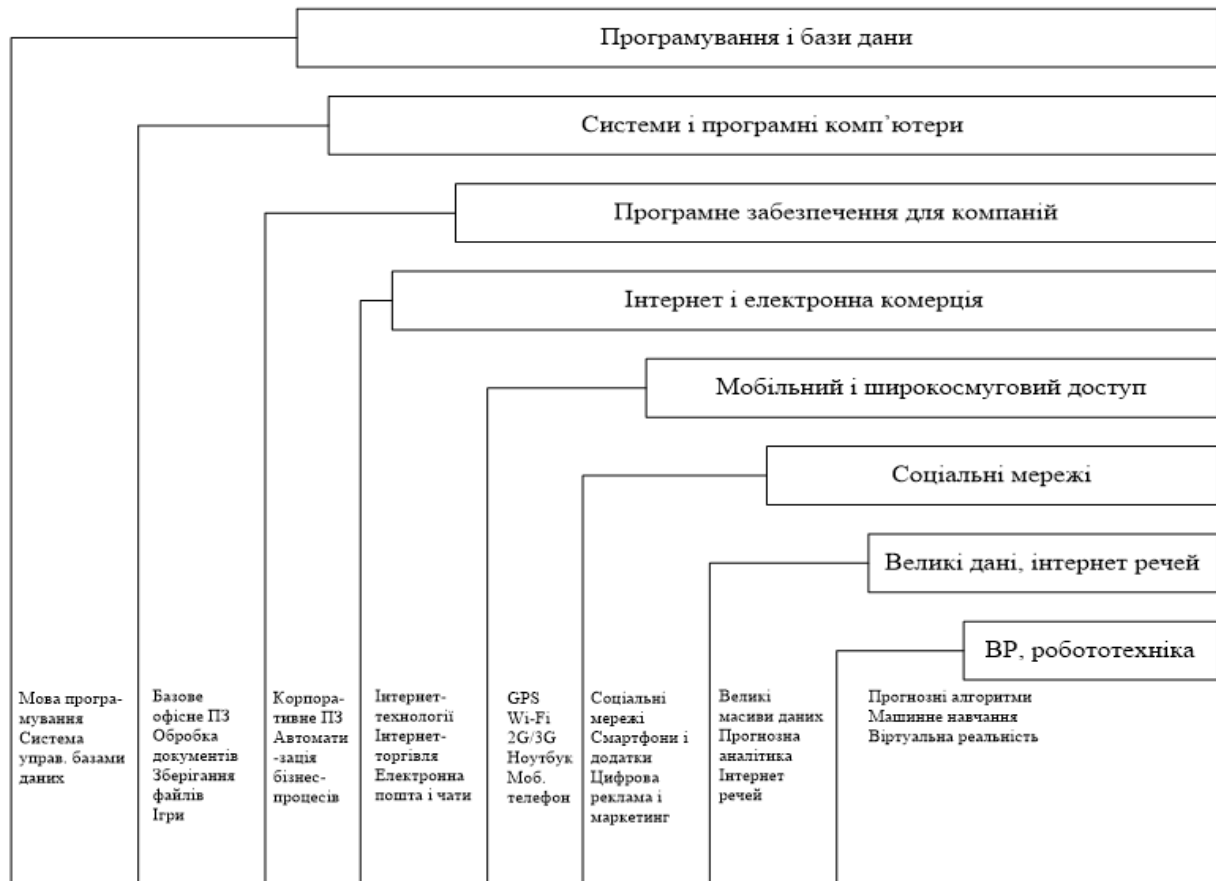 Програмування і бази дани
Системи і програмні комп’ютери
Програмне забезпечення для компаній
Інтернет і електронна комерція
Мобільний і широкосмуговий доступ
Соціальні мережі
Великі дані, інтернет речей
ВР, робототехніка
Мова програ-
мування
Система
управ. базами
даних
Базове
офісне ПЗ
Обробка
документів
Зберігання
файлів
Ігри
Корпора-
тивне ПЗ
Автомати
-зація
бізнес-
процесів
Інтернет-
технології
Інтернет-
торгівля
Електронна
пошта і чати
GPS
Wi-Fi
2G/3G
Ноутбук
Моб.
телефон
Соціальні
мережі
Смартфони і
додатки
Цифрова
реклама і
маркетинг
Великі
масиви даних
Прогнозна
аналітика
Інтернет
речей
Прогнозні алгоритми
Машинне навчання
Віртуальна реальність